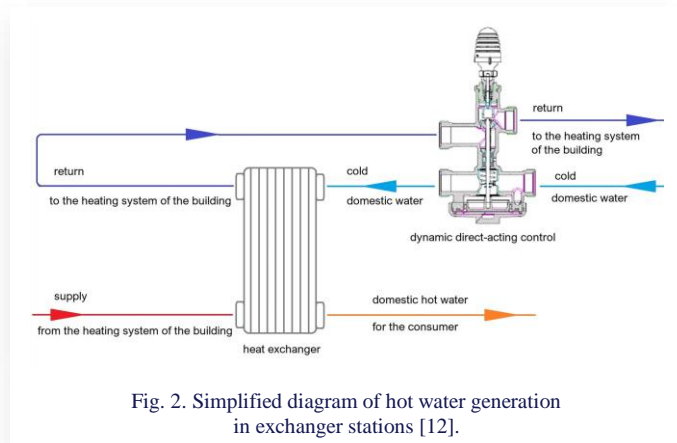 return
to the heating system
of the building
return
to the heating system of the building
cold
domestic water
cold
domestic water
dynamic direct-acting control
supply
from the heating system of the building
domestic hot water
for the consumer
heat exchanger
Fig. 2. Simplified diagram of hot water generation
in exchanger stations [12].